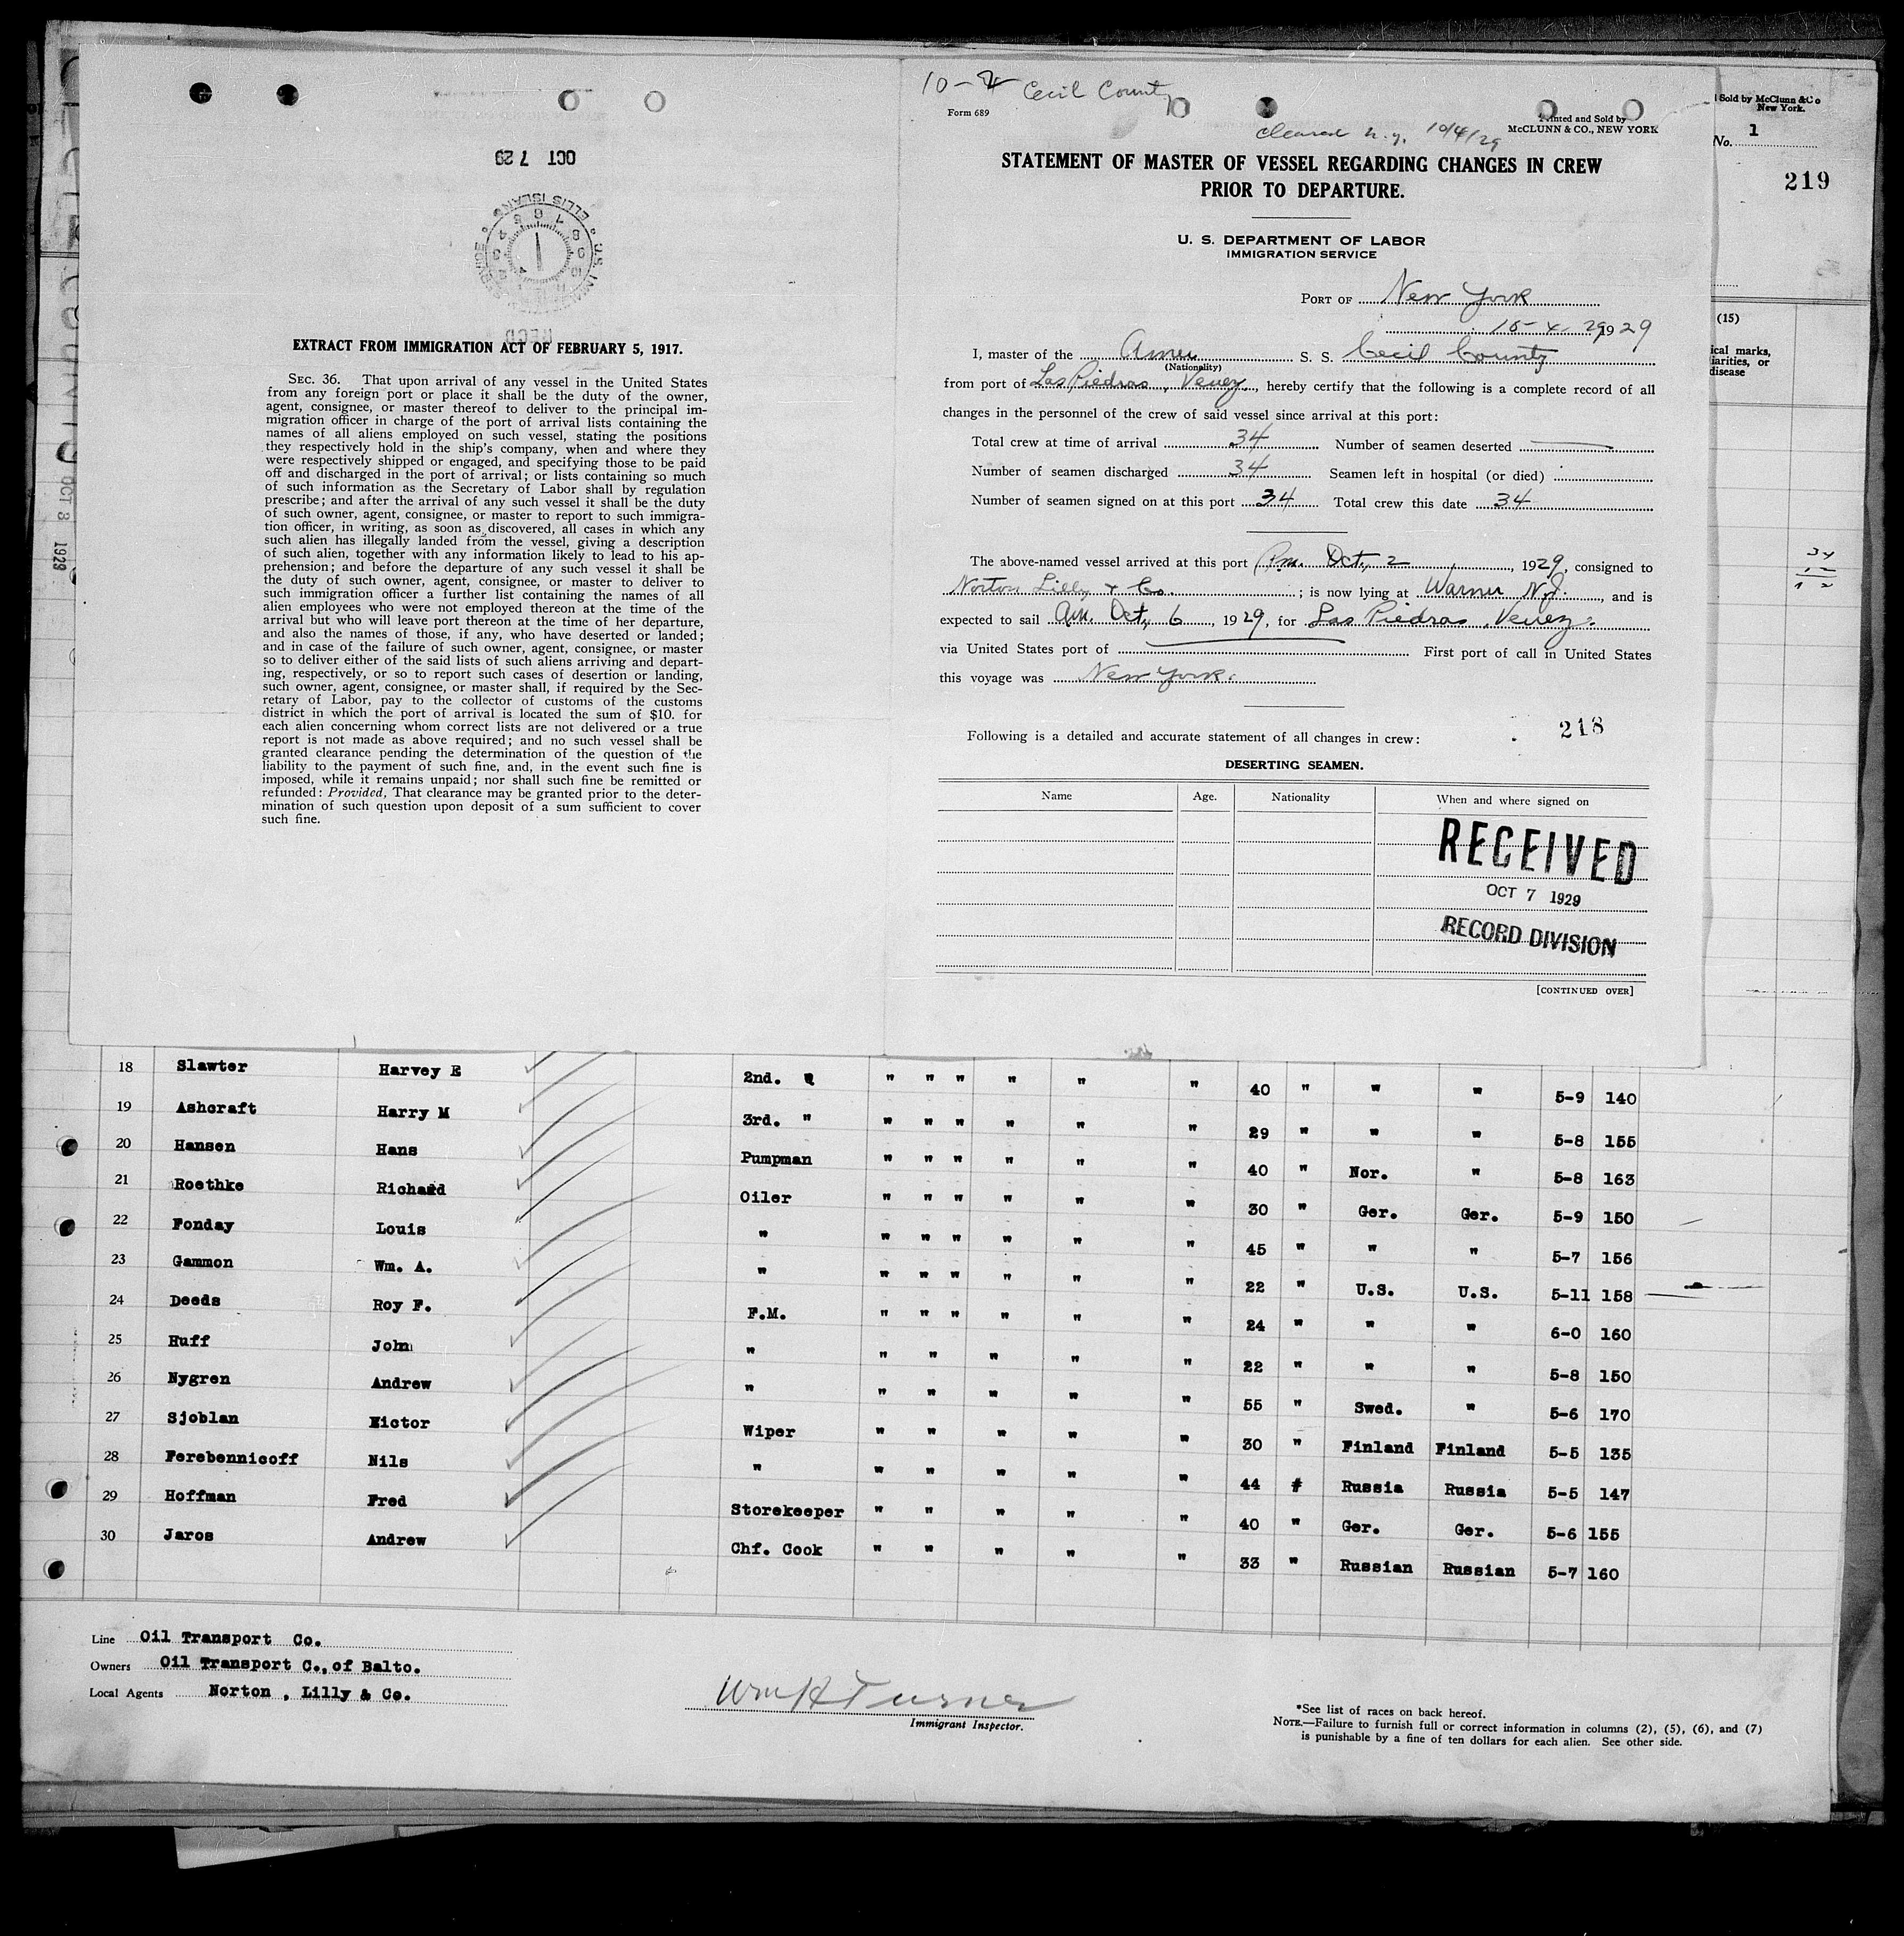 10-2 Cecil County
Form 689
Cleared N.Y. 10/4/29
Printed and Sold by
McCLUNN & CO., NEW YORK
STATEMENT OF MASTER OF VESSEL REGARDING CHANGES IN CREW
PRIOR TO DEPARTURE.
U. S. DEPARTMENT OF LABOR
IMMIGRATION SERVICE
PORT OF New York
10-4-29, 1929
I, master of the Amer S. S. Cecil County
(Nationality)
from port of Las Piedras, Venez., hereby certify that the following is a complete record of all
changes in the personnel of the crew of said vessel since arrival at this port:
Total crew at time of arrival 34 Number of seamen deserted
Number of seamen discharged 34 Seamen left in hospital (or died)
Number of seamen signed on at this port 34 Total crew this date 34
The above-named vessel arrived at this port P.m. Oct., 2, 1929, consigned to
Norton Lilly & Co. ; is now lying at Warner N.J., and is
expected to sail Am. Oct, 6, 1929, for Las Piedras, Venez.
via United States port of First port of call in United States
this voyage was New York.
218
Following is a detailed and accurate statement of all changes in crew:
DESERTING SEAMEN.
Name Age. Nationality When and where signed on
RECEIVED
OCT 7 1929
RECORD DIVISION
[CONTINUED OVER]
OCT 7 29
ELLIS ISLAND
RECD
EXTRACT FROM IMMIGRATION ACT OF FEBRUARY 5, 1917.
SEC. 36. That upon arrival of any vessel in the United States
from any foreign port or place it shall be the duty of the owner,
agent, consignee, or master thereof to deliver to the principal im-
migration officer in charge of the port of arrival lists containing the
names of all aliens employed on such vessel, stating the positions
they respectively hold in the ship's company, when and where they
were respectively shipped or engaged, and specifying those to be paid
off and discharged in the port of arrival; or lists containing so much
of such information as the Secretary of Labor shall by regulation
prescribe; and after the arrival of any such vessel it shall be the duty
of such owner, agent, consignee, or master to report to such immigra-
tion officer, in writing, as soon as discovered, all cases in which any
such alien has illegally landed from the vessel, giving a description
of such alien, together with any information likely to lead to his ap-
prehension; and before the departure of any such vessel it shall be
the duty of such owner, agent, consignee, or master to deliver to
such immigration officer a further list containing the names of all
alien employees who were not employed thereon at the time of the
arrival but who will leave port thereon at the time of her departure,
and also the names of those, if any, who have deserted or landed;
and in case of the failure of such owner, agent, consignee, or master
so to deliver either of the said lists of such aliens arriving and depart-
ing, respectively, or so to report such cases of desertion or landing,
such owner, agent, consignee, or master shall, if required by the Sec-
retary of Labor, pay to the collector of customs of the customs
district in which the port of arrival is located the sum of $10. for
each alien concerning whom correct lists are not delivered or a true
report is not made as above required; and no such vessel shall be
granted clearance pending the determination of the question of the
liability to the payment of such fine, and, in the event such fine is
imposed, while it remains unpaid; nor shall such fine be remitted or
refunded: Provided, That clearance may be granted prior to the deter-
mination of such question upon deposit of a sum sufficient to cover
such fine.
Sold by McClunn & Co
New York.
No. 1
219
(15)
ical marks,
iarities, or
disease
OCT 8 1929
18 Slawter Harvey E 2nd. " " " " " " " 40 " " " 5-9 140
19 Ashcraft Harry M 3rd. " " " " " " " 29 " " " 5-8 155
20 Hansen Hans Pumpman " " " " " " 40 " Nor. " 5-8 163
21 Roethke Richard Oiler " " " " " " 30 " Ger. Ger. 5-9 150
22 Fonday Louis " " " " " " " 45 " " " 5-7 156
23 Gammon Wm. A. " " " " " " " 22 " U.S. U.S. 5-11 158
24 Deeds Roy F. F.M. " " " " " " 24 " " " 6-0 160
25 Huff John " " " " " " 22 " " " 5-8 150
26 Nygren Andrew " " " " " " 55 " Swed. " 5-6 170
27 Sjoblan Nictor Wiper " " " " " 30 " Finland Finland 5-5 135
28 Ferebennicoff Nils " " " " " " 44 # Russia Russia 5-5 147
29 Hoffman Fred Storekeeper " " " " " 40 " Ger. Ger. 5-6 155
30 Jaros Andrew Chf. Cook " " " " " 33 " Russian Russian 5-7 160
Line Oil Transport Co.
Owners Oil Transport C., of Balto.
Local Agents Norton , Lilly & Co.
Wm H Turner
Immigrant Inspector.
*See list of races on back hereof.
NOTE.—Failure to furnish full or correct information in columns (2), (5), (6), and (7)
is punishable by a fine of ten dollars for each alien. See other side.